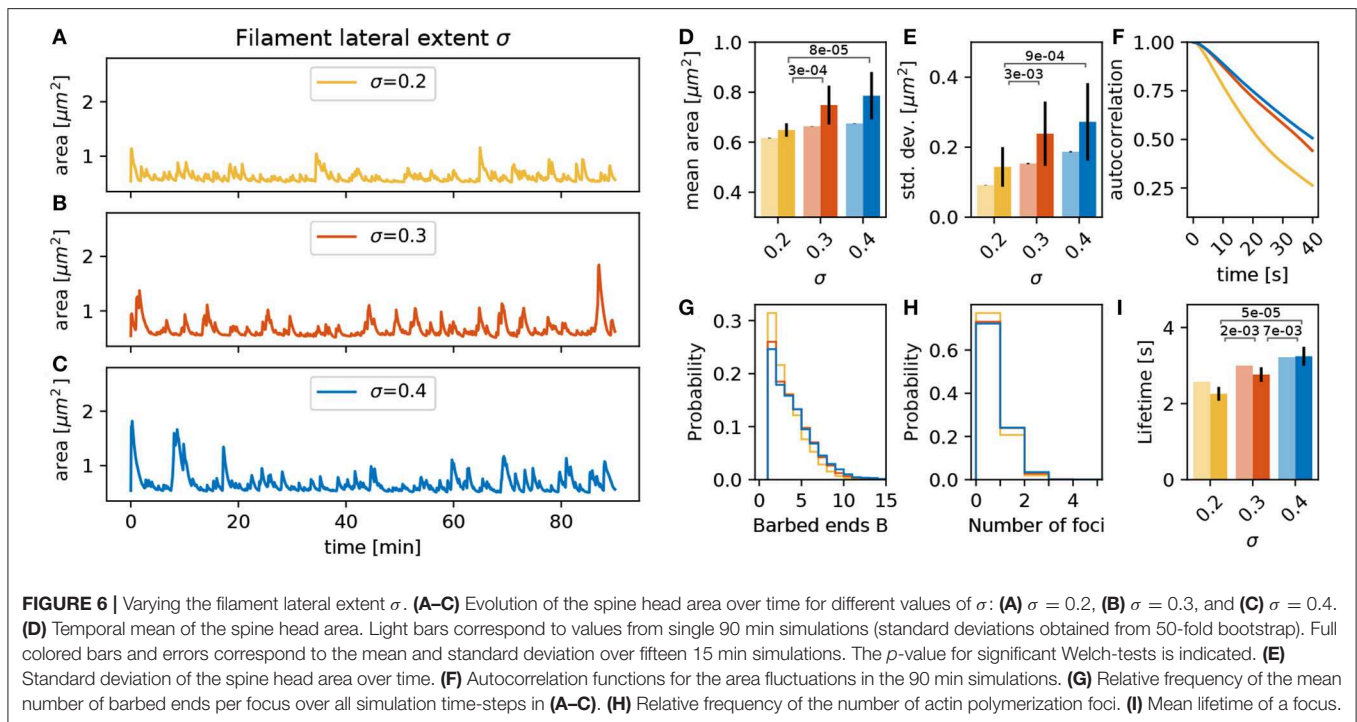 A
Filament lateral extent σ
σ=0.2
area [μm²]
2
1
B
σ=0.3
area [μm²]
2
1
C
σ=0.4
area [μm²]
2
1
0 20 40 60 80
time [min]
D
mean area [μm²]
1.0
0.8
0.6
0.4
8e-05
3e-04
0.2 0.3 0.4
σ
E
std. dev. [μm²]
0.4
0.2
0.0
9e-04
3e-03
0.2 0.3 0.4
σ
F
autocorrelation
1.00
0.75
0.50
0.25
0 10 20 30 40
time [s]
G
Probability
0.3
0.2
0.1
0.0
0 5 10 15
Barbed ends B
H
Probability
0.6
0.4
0.2
0.0
0 2 4
Number of foci
I
Lifetime [s]
4
2
0
5e-05
2e-03 7e-03
0.2 0.3 0.4
σ
FIGURE 6 | Varying the filament lateral extent σ. (A–C) Evolution of the spine head area over time for different values of σ: (A) σ = 0.2, (B) σ = 0.3, and (C) σ = 0.4.
(D) Temporal mean of the spine head area. Light bars correspond to values from single 90 min simulations (standard deviations obtained from 50-fold bootstrap). Full
colored bars and errors correspond to the mean and standard deviation over fifteen 15 min simulations. The p-value for significant Welch-tests is indicated. (E)
Standard deviation of the spine head area over time. (F) Autocorrelation functions for the area fluctuations in the 90 min simulations. (G) Relative frequency of the mean
number of barbed ends per focus over all simulation time-steps in (A–C). (H) Relative frequency of the number of actin polymerization foci. (I) Mean lifetime of a focus.